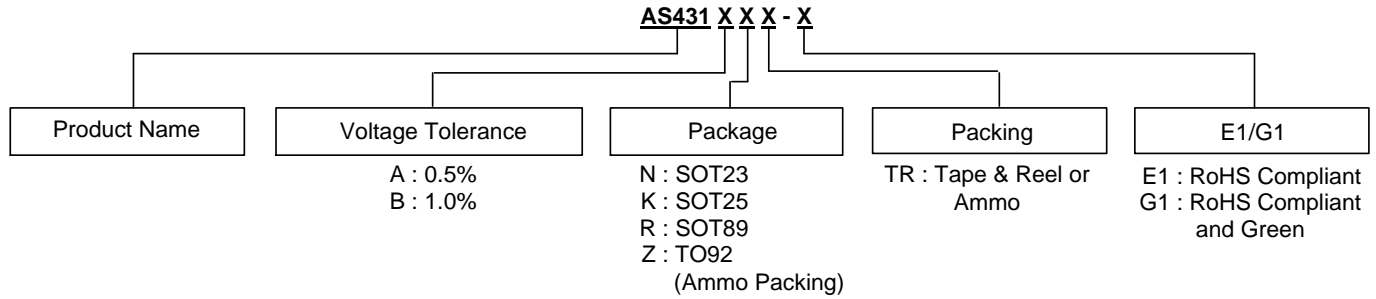 AS431 X X X - X
Product Name
Voltage Tolerance
Package
Packing
E1/G1
A : 0.5%
B : 1.0%
N : SOT23
K : SOT25
R : SOT89
Z : TO92
(Ammo Packing)
TR : Tape & Reel or
Ammo
E1 : RoHS Compliant
G1 : RoHS Compliant
and Green